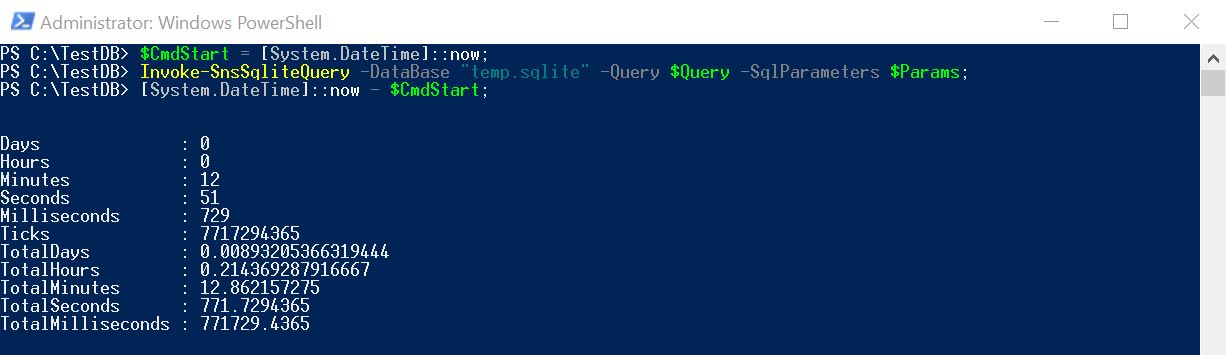 Administrator: Windows PowerShell
PS C:\TestDB> $CmdStart = [System.DateTime]::now;
PS C:\TestDB> Invoke-SnsSqliteQuery -DataBase "temp.sqlite" -Query $Query -SqlParameters $Params;
PS C:\TestDB> [System.DateTime]::now - $CmdStart;
Days : 0
Hours : 0
Minutes : 12
Seconds : 51
Milliseconds : 729
Ticks : 7717294365
TotalDays : 0.00893205366319444
TotalHours : 0.214369287916667
TotalMinutes : 12.862157275
TotalSeconds : 771.7294365
TotalMilliseconds : 771729.4365